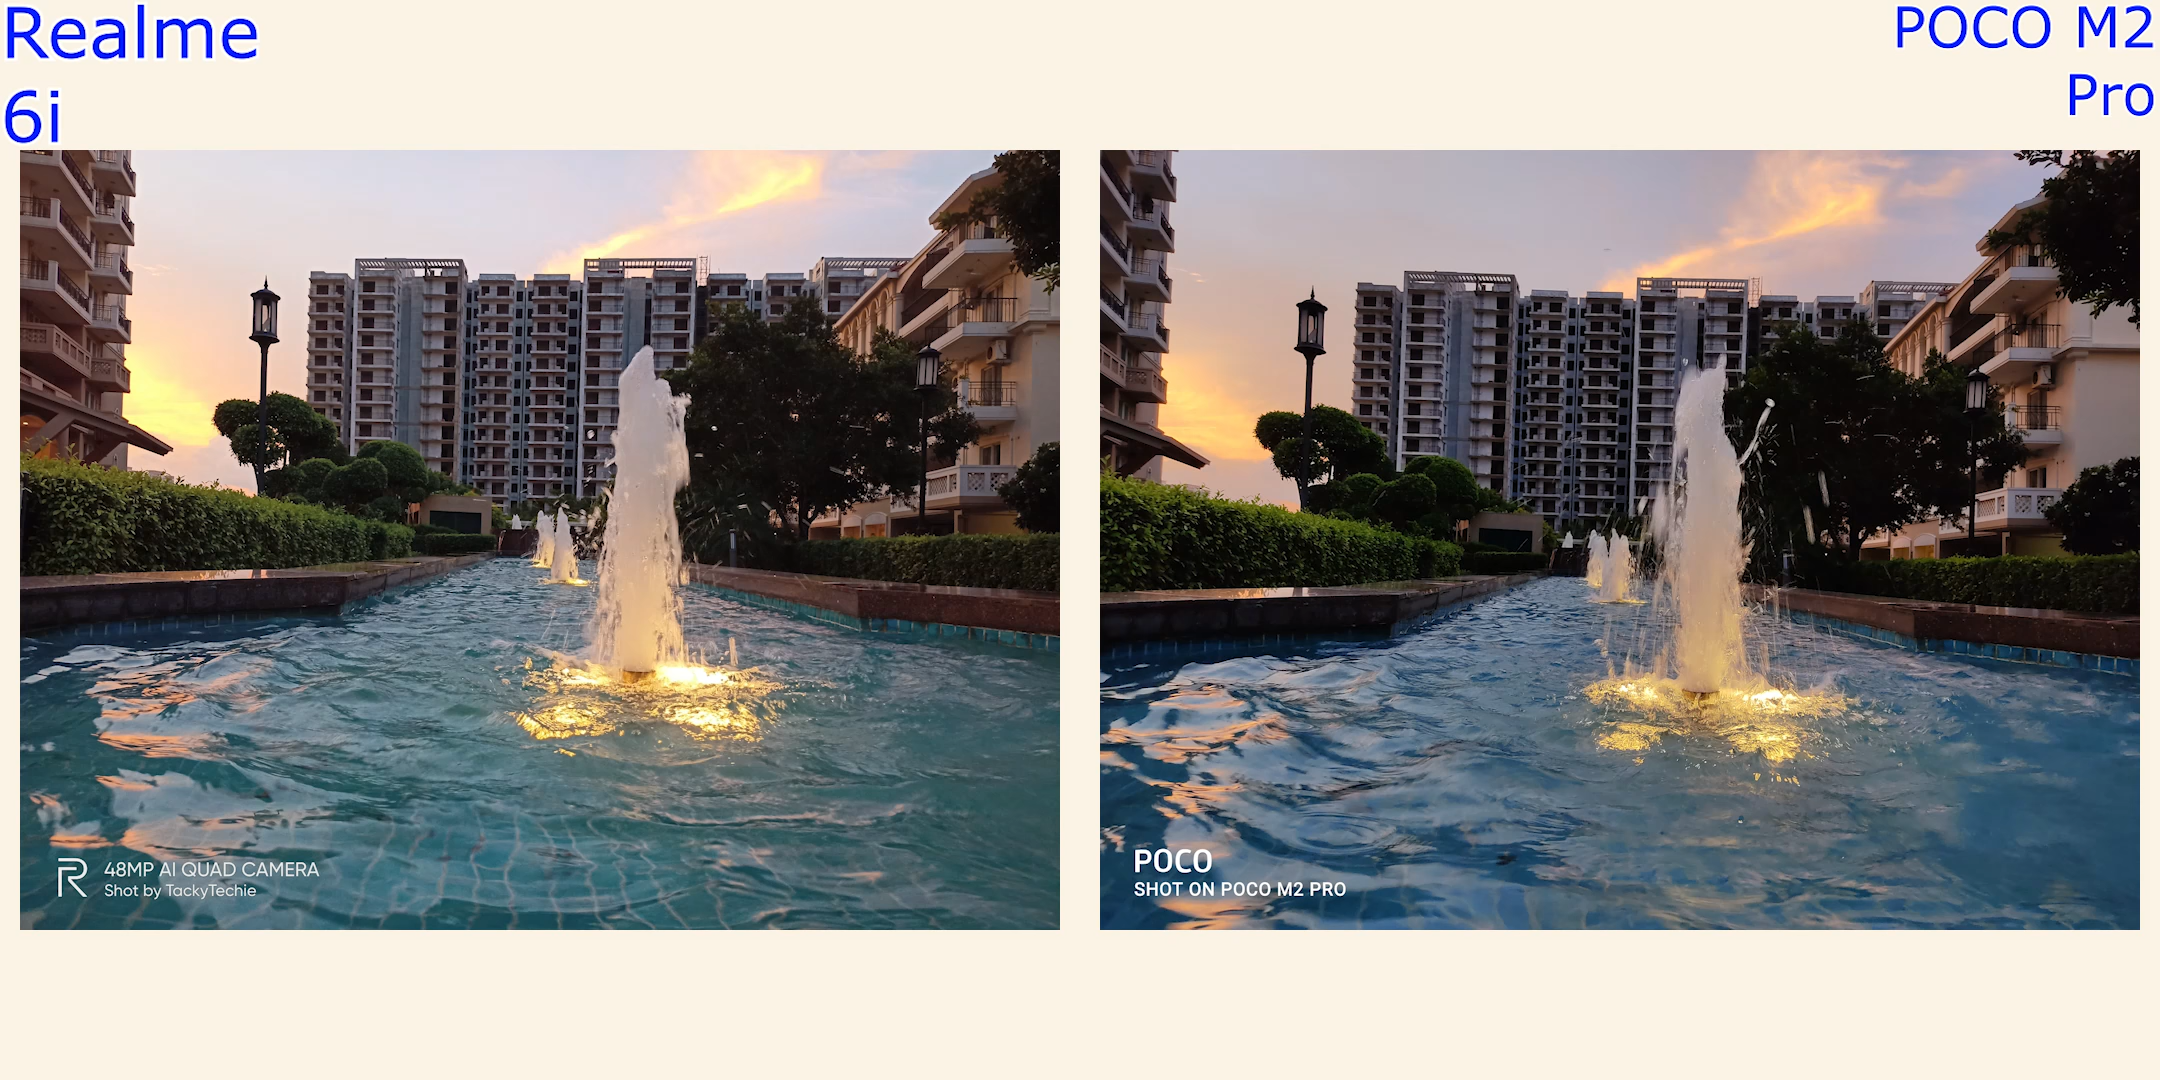 Realme
6i
POCO M2
Pro
48MP AI QUAD CAMERA
Shot by TackyTechie
POCO
SHOT ON POCO M2 PRO